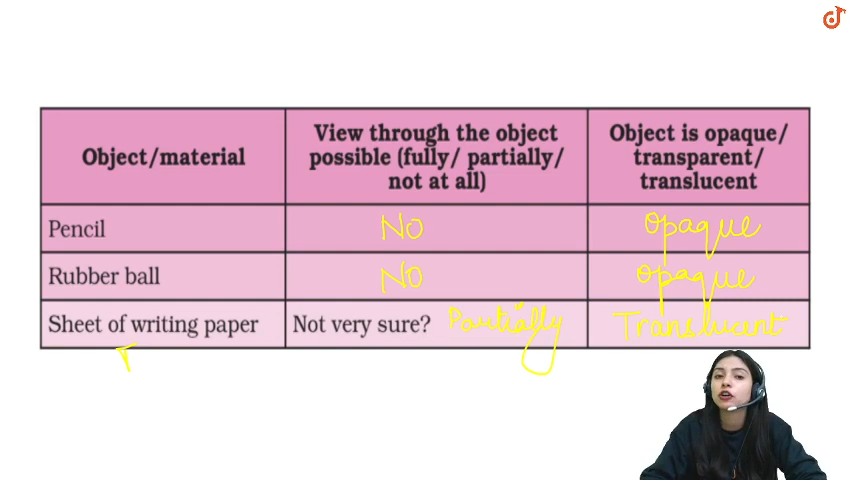 Object/material
View through the object
possible (fully/ partially/
not at all)
Object is opaque/
transparent/
translucent
Pencil
NO
Opaque
Rubber ball
NO
Opaque
Sheet of writing paper
Not very sure?
Partially
Translucent